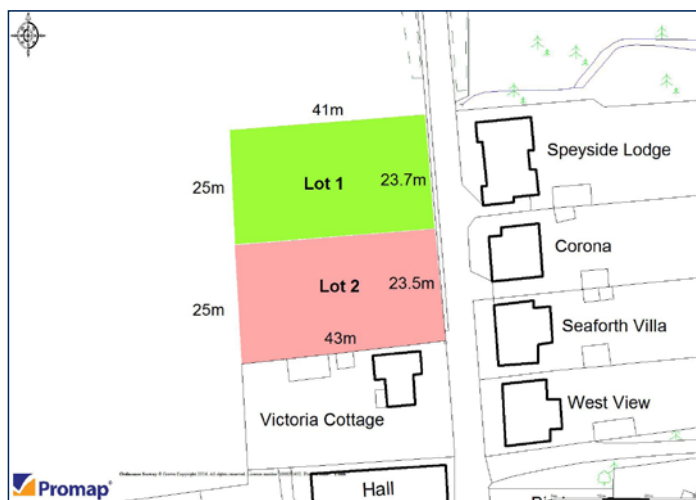 41m
Speyside Lodge
25m
Lot 1
23.7m
Corona
Lot 2
23.5m
25m
Seaforth Villa
43m
West View
Victoria Cottage
Promap
Hall